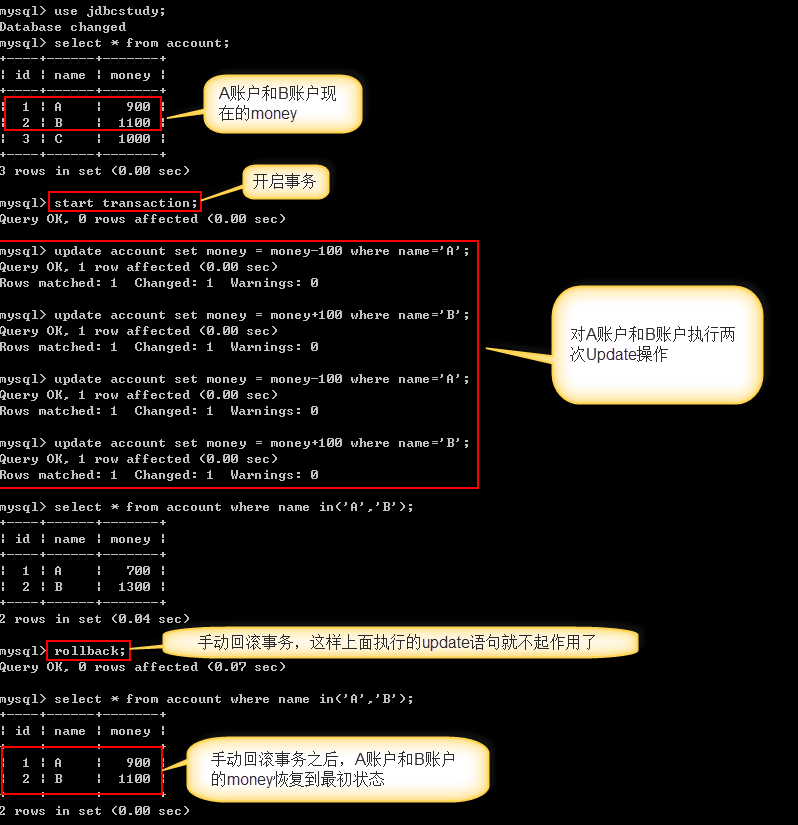 mysql> use jdbcstudy;
Database changed
mysql> select * from account;
+----+------+-------+
| id | name | money |
+----+------+-------+
| 1 | A | 900 |
| 2 | B | 1100 |
| 3 | C | 1000 |
+----+------+-------+
3 rows in set (0.00 sec)
A账户和B账户现
在的money
mysql> start transaction;
开启事务
Query OK, 0 rows affected (0.00 sec)
mysql> update account set money = money-100 where name='A';
Query OK, 1 row affected (0.00 sec)
Rows matched: 1 Changed: 1 Warnings: 0
mysql> update account set money = money+100 where name='B';
Query OK, 1 row affected (0.00 sec)
Rows matched: 1 Changed: 1 Warnings: 0
mysql> update account set money = money-100 where name='A';
Query OK, 1 row affected (0.00 sec)
Rows matched: 1 Changed: 1 Warnings: 0
mysql> update account set money = money+100 where name='B';
Query OK, 1 row affected (0.00 sec)
Rows matched: 1 Changed: 1 Warnings: 0
对A账户和B账户执行两
次Update操作
mysql> select * from account where name in('A','B');
+----+------+-------+
| id | name | money |
+----+------+-------+
| 1 | A | 700 |
| 2 | B | 1300 |
+----+------+-------+
2 rows in set (0.04 sec)
mysql> rollback;
手动回滚事务，这样上面执行的update语句就不起作用了
Query OK, 0 rows affected (0.07 sec)
mysql> select * from account where name in('A','B');
+----+------+-------+
| id | name | money |
+----+------+-------+
| 1 | A | 900 |
| 2 | B | 1100 |
+----+------+-------+
2 rows in set (0.00 sec)
手动回滚事务之后，A账户和B账户
的money恢复到最初状态